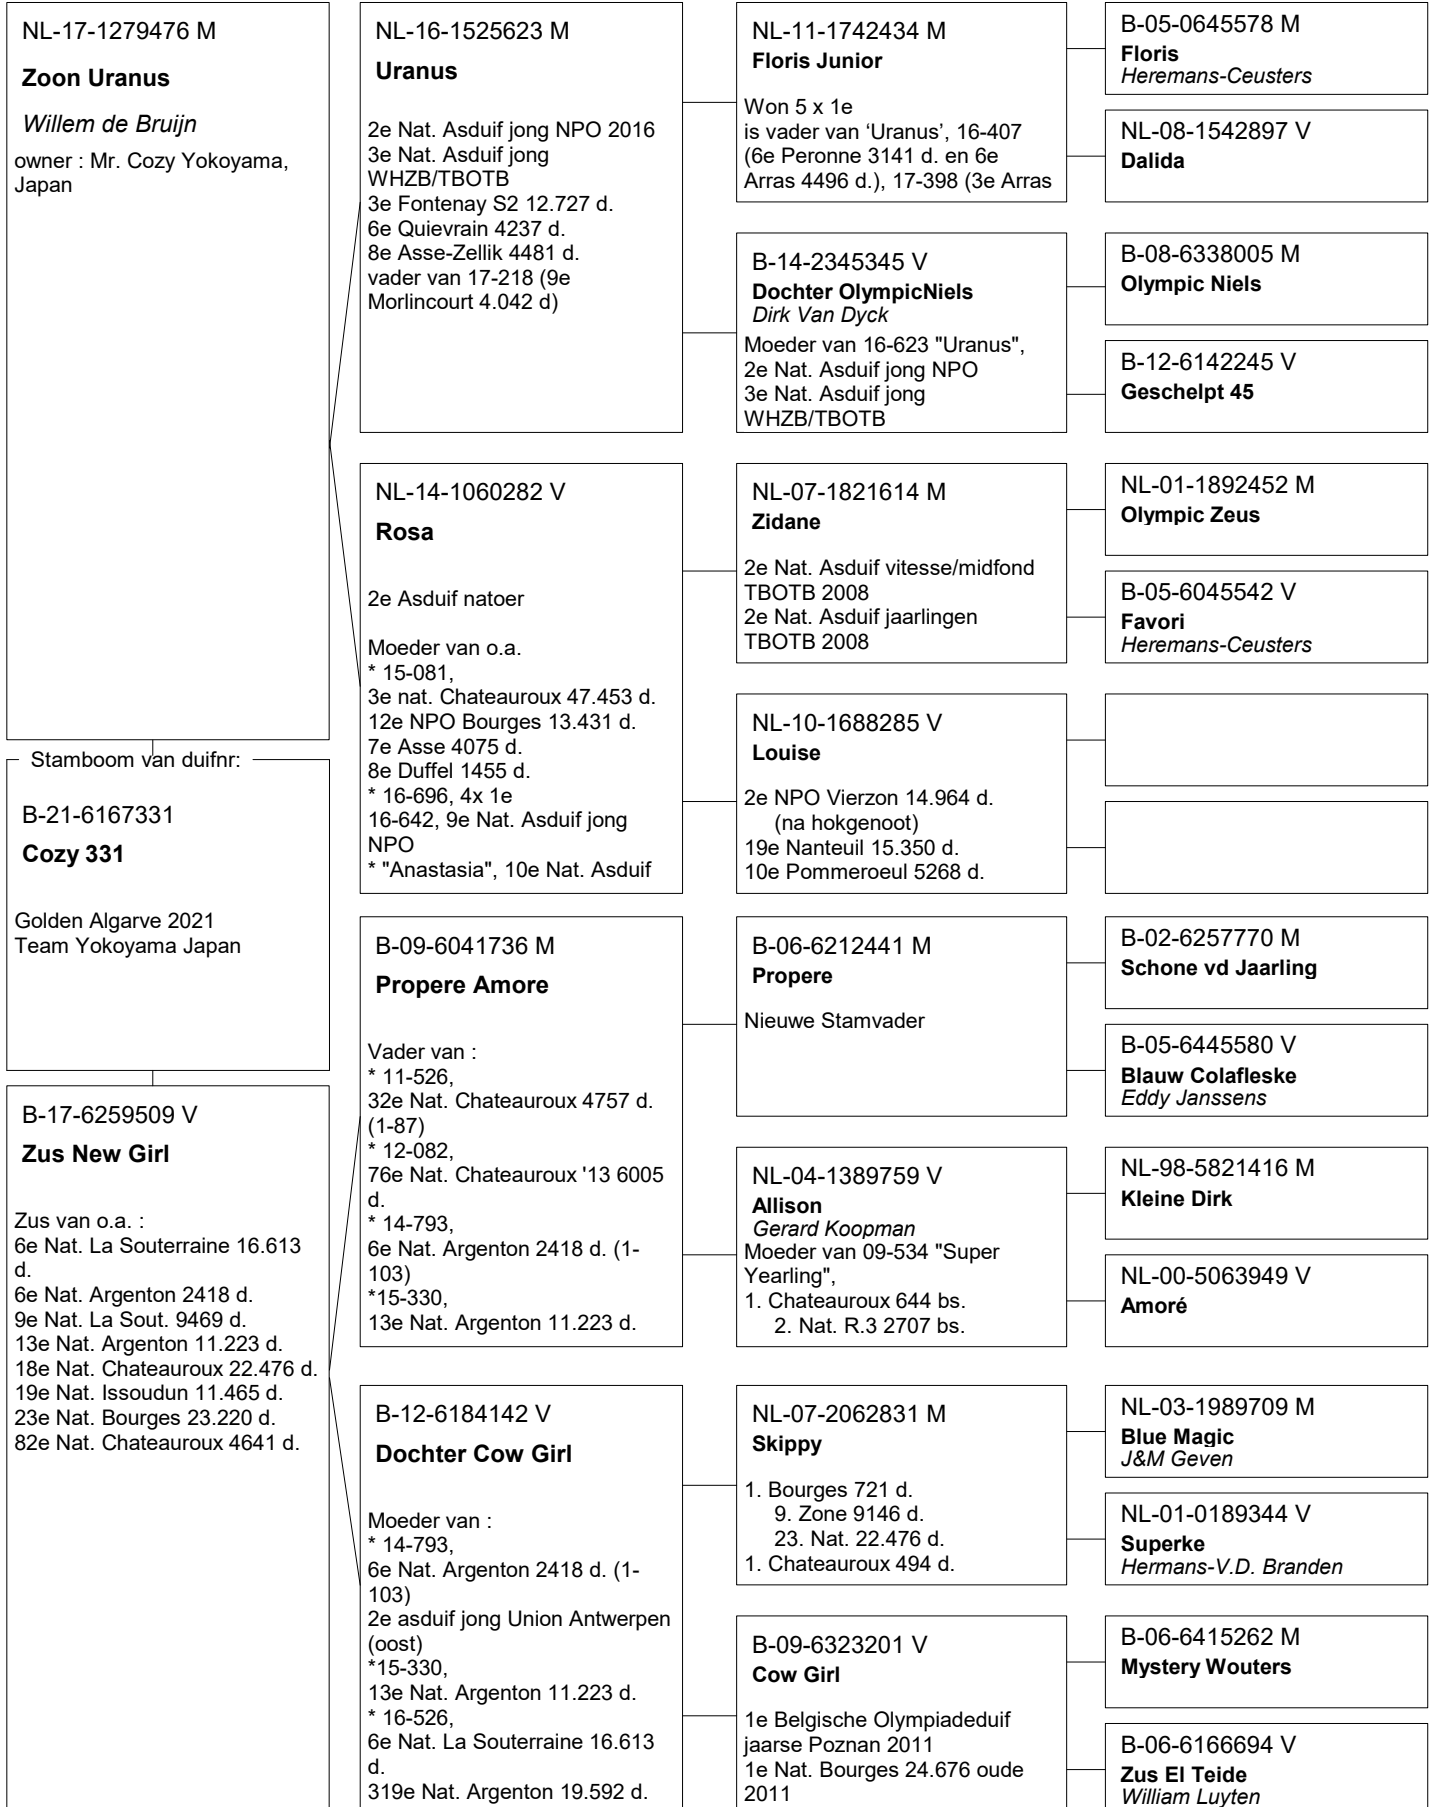 NL-17-1279476 M
Zoon Uranus
Willem de Bruijn
owner : Mr. Cozy Yokoyama,
Japan
Stamboom van duifnr:
B-21-6167331
Cozy 331
Golden Algarve 2021
Team Yokoyama Japan
B-17-6259509 V
Zus New Girl
Zus van o.a. :
6e Nat. La Souterraine 16.613
d.
6e Nat. Argenton 2418 d.
9e Nat. La Sout. 9469 d.
13e Nat. Argenton 11.223 d.
18e Nat. Chateauroux 22.476 d.
19e Nat. Issoudun 11.465 d.
23e Nat. Bourges 23.220 d.
82e Nat. Chateauroux 4641 d.
NL-16-1525623 M
Uranus
2e Nat. Asduif jong NPO 2016
3e Nat. Asduif jong
WHZB/TBOTB
3e Fontenay S2 12.727 d.
6e Quievrain 4237 d.
8e Asse-Zellik 4481 d.
vader van 17-218 (9e
Morlincourt 4.042 d)
NL-14-1060282 V
Rosa
2e Asduif natoer
Moeder van o.a.
* 15-081,
3e nat. Chateauroux 47.453 d.
12e NPO Bourges 13.431 d.
7e Asse 4075 d.
8e Duffel 1455 d.
* 16-696, 4x 1e
16-642, 9e Nat. Asduif jong
NPO
* "Anastasia", 10e Nat. Asduif
B-09-6041736 M
Propere Amore
Vader van :
* 11-526,
32e Nat. Chateauroux 4757 d.
(1-87)
* 12-082,
76e Nat. Chateauroux '13 6005
d.
* 14-793,
6e Nat. Argenton 2418 d. (1-
103)
*15-330,
13e Nat. Argenton 11.223 d.
B-12-6184142 V
Dochter Cow Girl
Moeder van :
* 14-793,
6e Nat. Argenton 2418 d. (1-
103)
2e asduif jong Union Antwerpen
(oost)
*15-330,
13e Nat. Argenton 11.223 d.
* 16-526,
6e Nat. La Souterraine 16.613
d.
319e Nat. Argenton 19.592 d.
NL-11-1742434 M
Floris Junior
Won 5 x 1e
is vader van 'Uranus', 16-407
(6e Peronne 3141 d. en 6e
Arras 4496 d.), 17-398 (3e Arras
B-14-2345345 V
Dochter OlympicNiels
Dirk Van Dyck
Moeder van 16-623 "Uranus",
2e Nat. Asduif jong NPO
3e Nat. Asduif jong
WHZB/TBOTB
NL-07-1821614 M
Zidane
2e Nat. Asduif vitesse/midfond
TBOTB 2008
2e Nat. Asduif jaarlingen
TBOTB 2008
NL-10-1688285 V
Louise
2e NPO Vierzon 14.964 d.
(na hokgenoot)
19e Nanteuil 15.350 d.
10e Pommeroeul 5268 d.
B-06-6212441 M
Propere
Nieuwe Stamvader
NL-04-1389759 V
Allison
Gerard Koopman
Moeder van 09-534 "Super
Yearling",
1. Chateauroux 644 bs.
2. Nat. R.3 2707 bs.
NL-07-2062831 M
Skippy
1. Bourges 721 d.
9. Zone 9146 d.
23. Nat. 22.476 d.
1. Chateauroux 494 d.
B-09-6323201 V
Cow Girl
1e Belgische Olympiadeduif
jaarse Poznan 2011
1e Nat. Bourges 24.676 oude
2011
B-05-0645578 M
Floris
Heremans-Ceusters
NL-08-1542897 V
Dalida
B-08-6338005 M
Olympic Niels
B-12-6142245 V
Geschelpt 45
NL-01-1892452 M
Olympic Zeus
B-05-6045542 V
Favori
Heremans-Ceusters
B-02-6257770 M
Schone vd Jaarling
B-05-6445580 V
Blauw Colafleske
Eddy Janssens
NL-98-5821416 M
Kleine Dirk
NL-00-5063949 V
Amoré
NL-03-1989709 M
Blue Magic
J&M Geven
NL-01-0189344 V
Superke
Hermans-V.D. Branden
B-06-6415262 M
Mystery Wouters
B-06-6166694 V
Zus El Teide
William Luyten